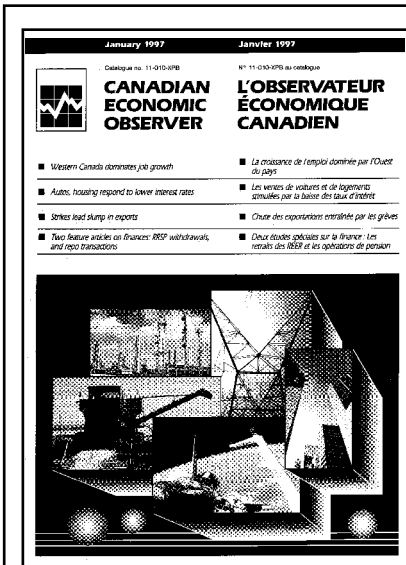 January 1997
Janvier 1997
Catalogue no. 11-010-XPB
N° 11-010-XPB au catalogue
CANADIAN
ECONOMIC
OBSERVER
L'OBSERVATEUR
ÉCONOMIQUE
CANADIEN
■ Western Canada dominates job growth
■ Autos, housing respond to lower interest rates
■ Strikes lead slump in exports
■ Two feature articles on finances: RRSP withdrawals,
and repo transactions
■ La croissance de l'emploi dominée par l'Ouest
du pays
■ Les ventes de voitures et de logements
stimulées par la baisse des taux d'intérêt
■ Chute des exportations entraînée par les grèves
■ Deux études spéciales sur la finance : Les
retraits des RÉER et les opérations de pension